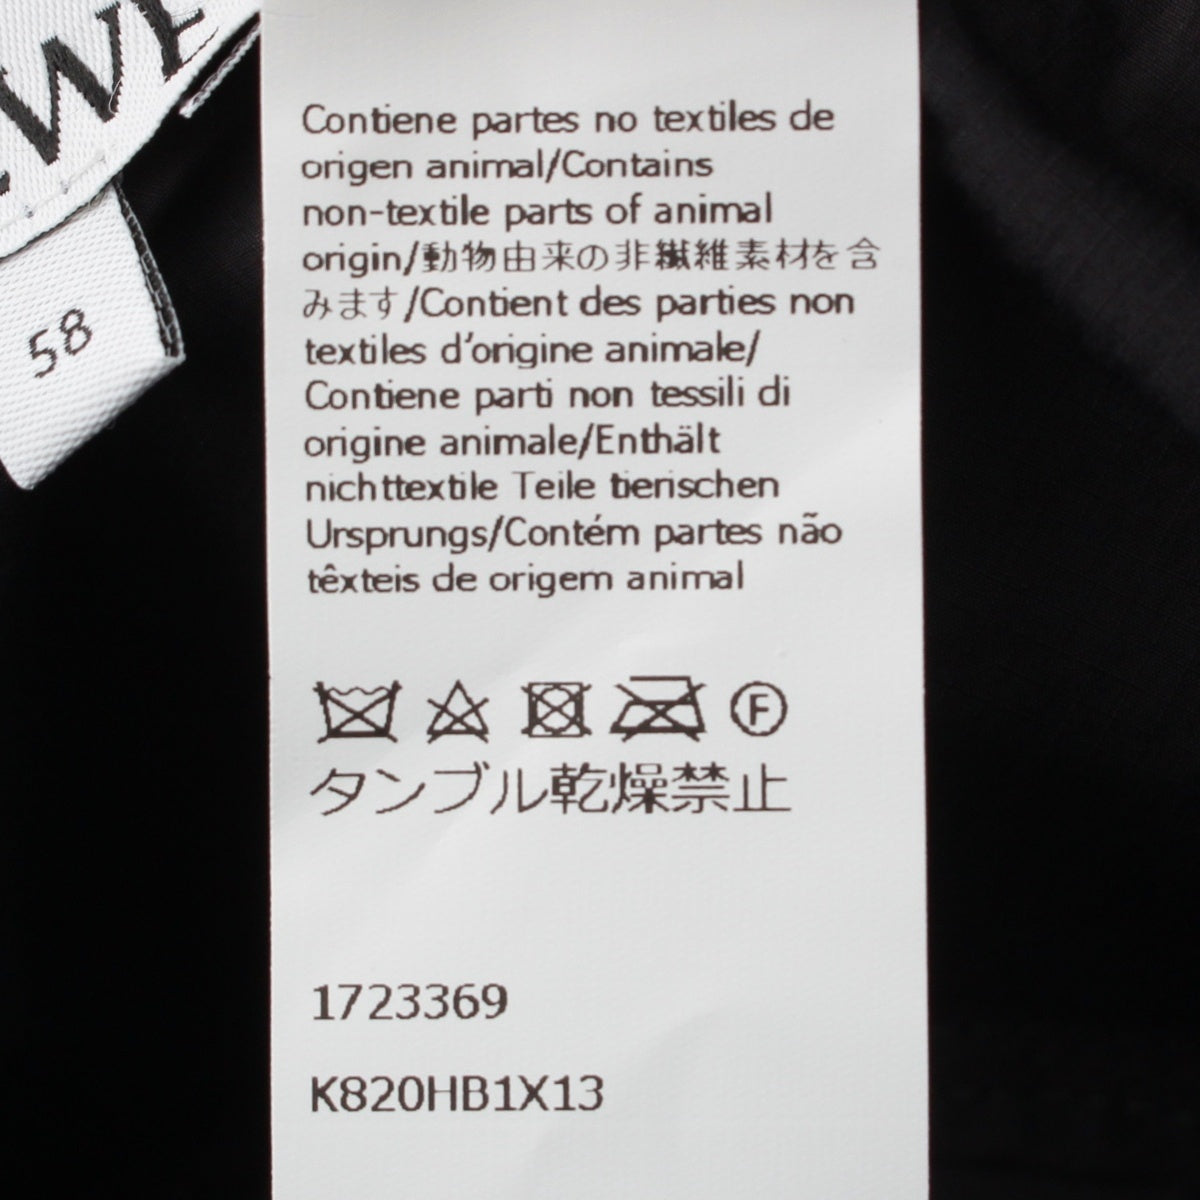 58
Contiene partes no textiles de
origen animal/Contains
non-textile parts of animal
origin/動物由来の非繊維素材を含
みます/Contient des parties non
textiles d'origine animale/
Contiene parti non tessili di
origine animale/Enthält
nichttextile Teile tierischen
Ursprungs/Contém partes não
têxteis de origem animal
F
タンブル乾燥禁止
1723369
K820HB1X13